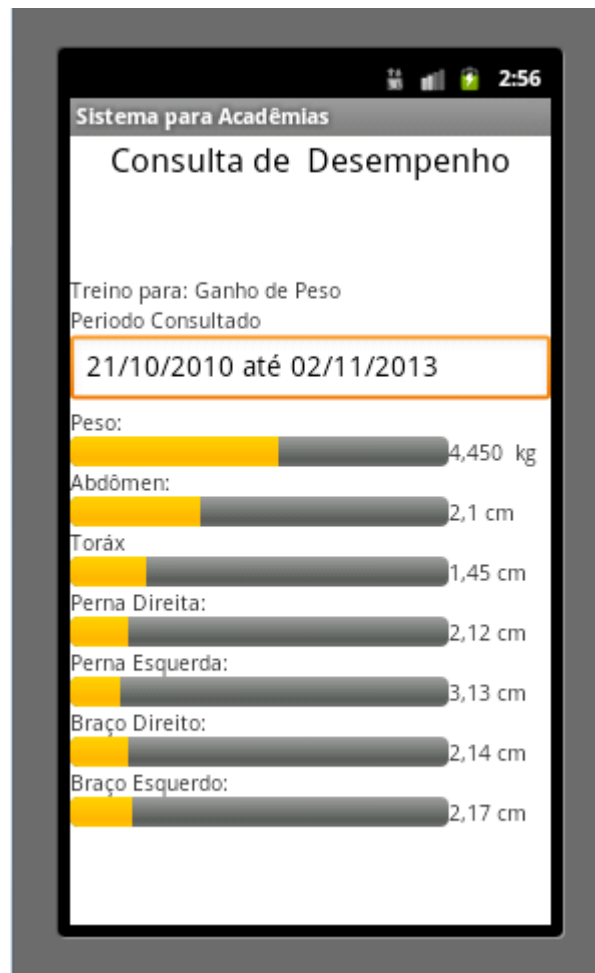 2:56
Sistema para Acadêmias
Consulta de Desempenho
Treino para: Ganho de Peso
Periodo Consultado
21/10/2010 até 02/11/2013
Peso:
4,450 kg
Abdômen:
2,1 cm
Toráx
1,45 cm
Perna Direita:
2,12 cm
Perna Esquerda:
3,13 cm
Braço Direito:
2,14 cm
Braço Esquerdo:
2,17 cm